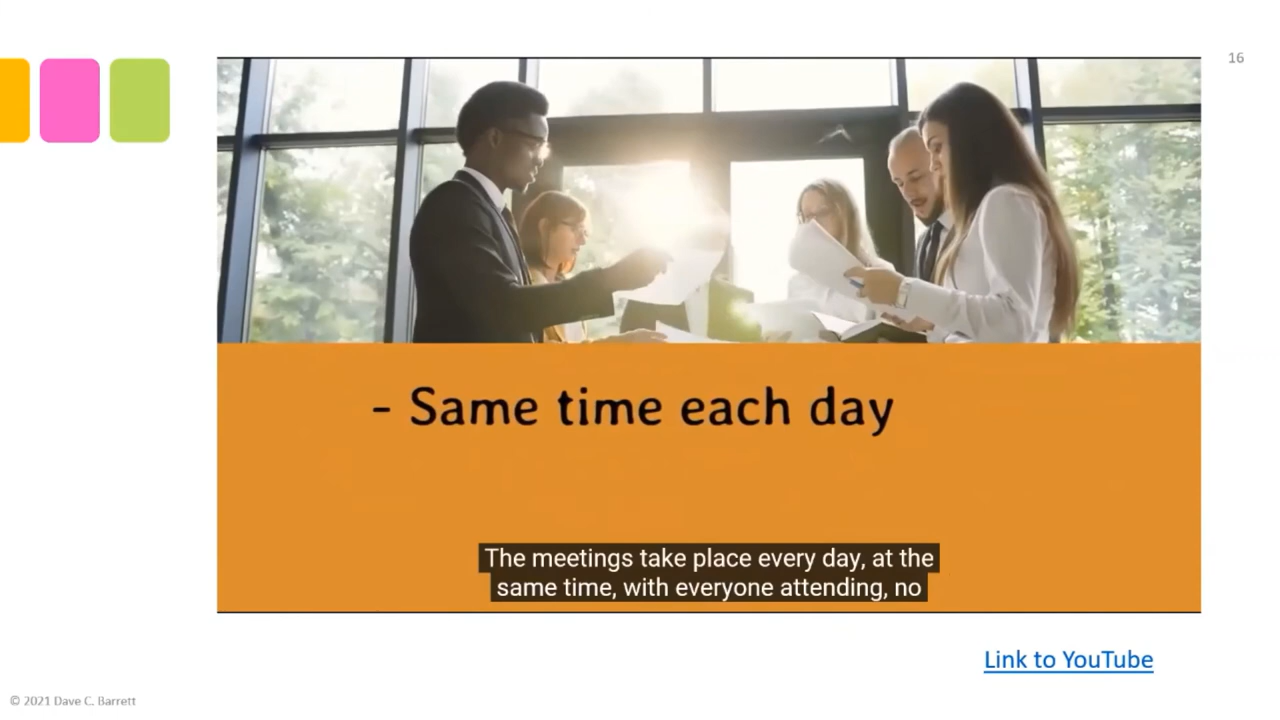 16
- Same time each day
The meetings take place every day, at the
same time, with everyone attending, no
Link to YouTube
© 2021 Dave C. Barrett